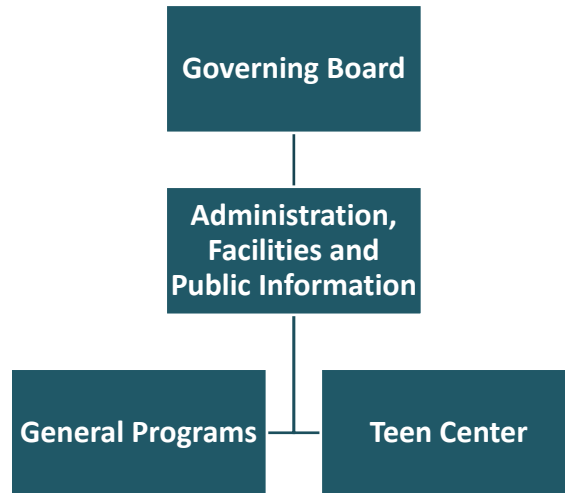 Governing Board
Administration,
Facilities and
Public Information
General Programs
Teen Center